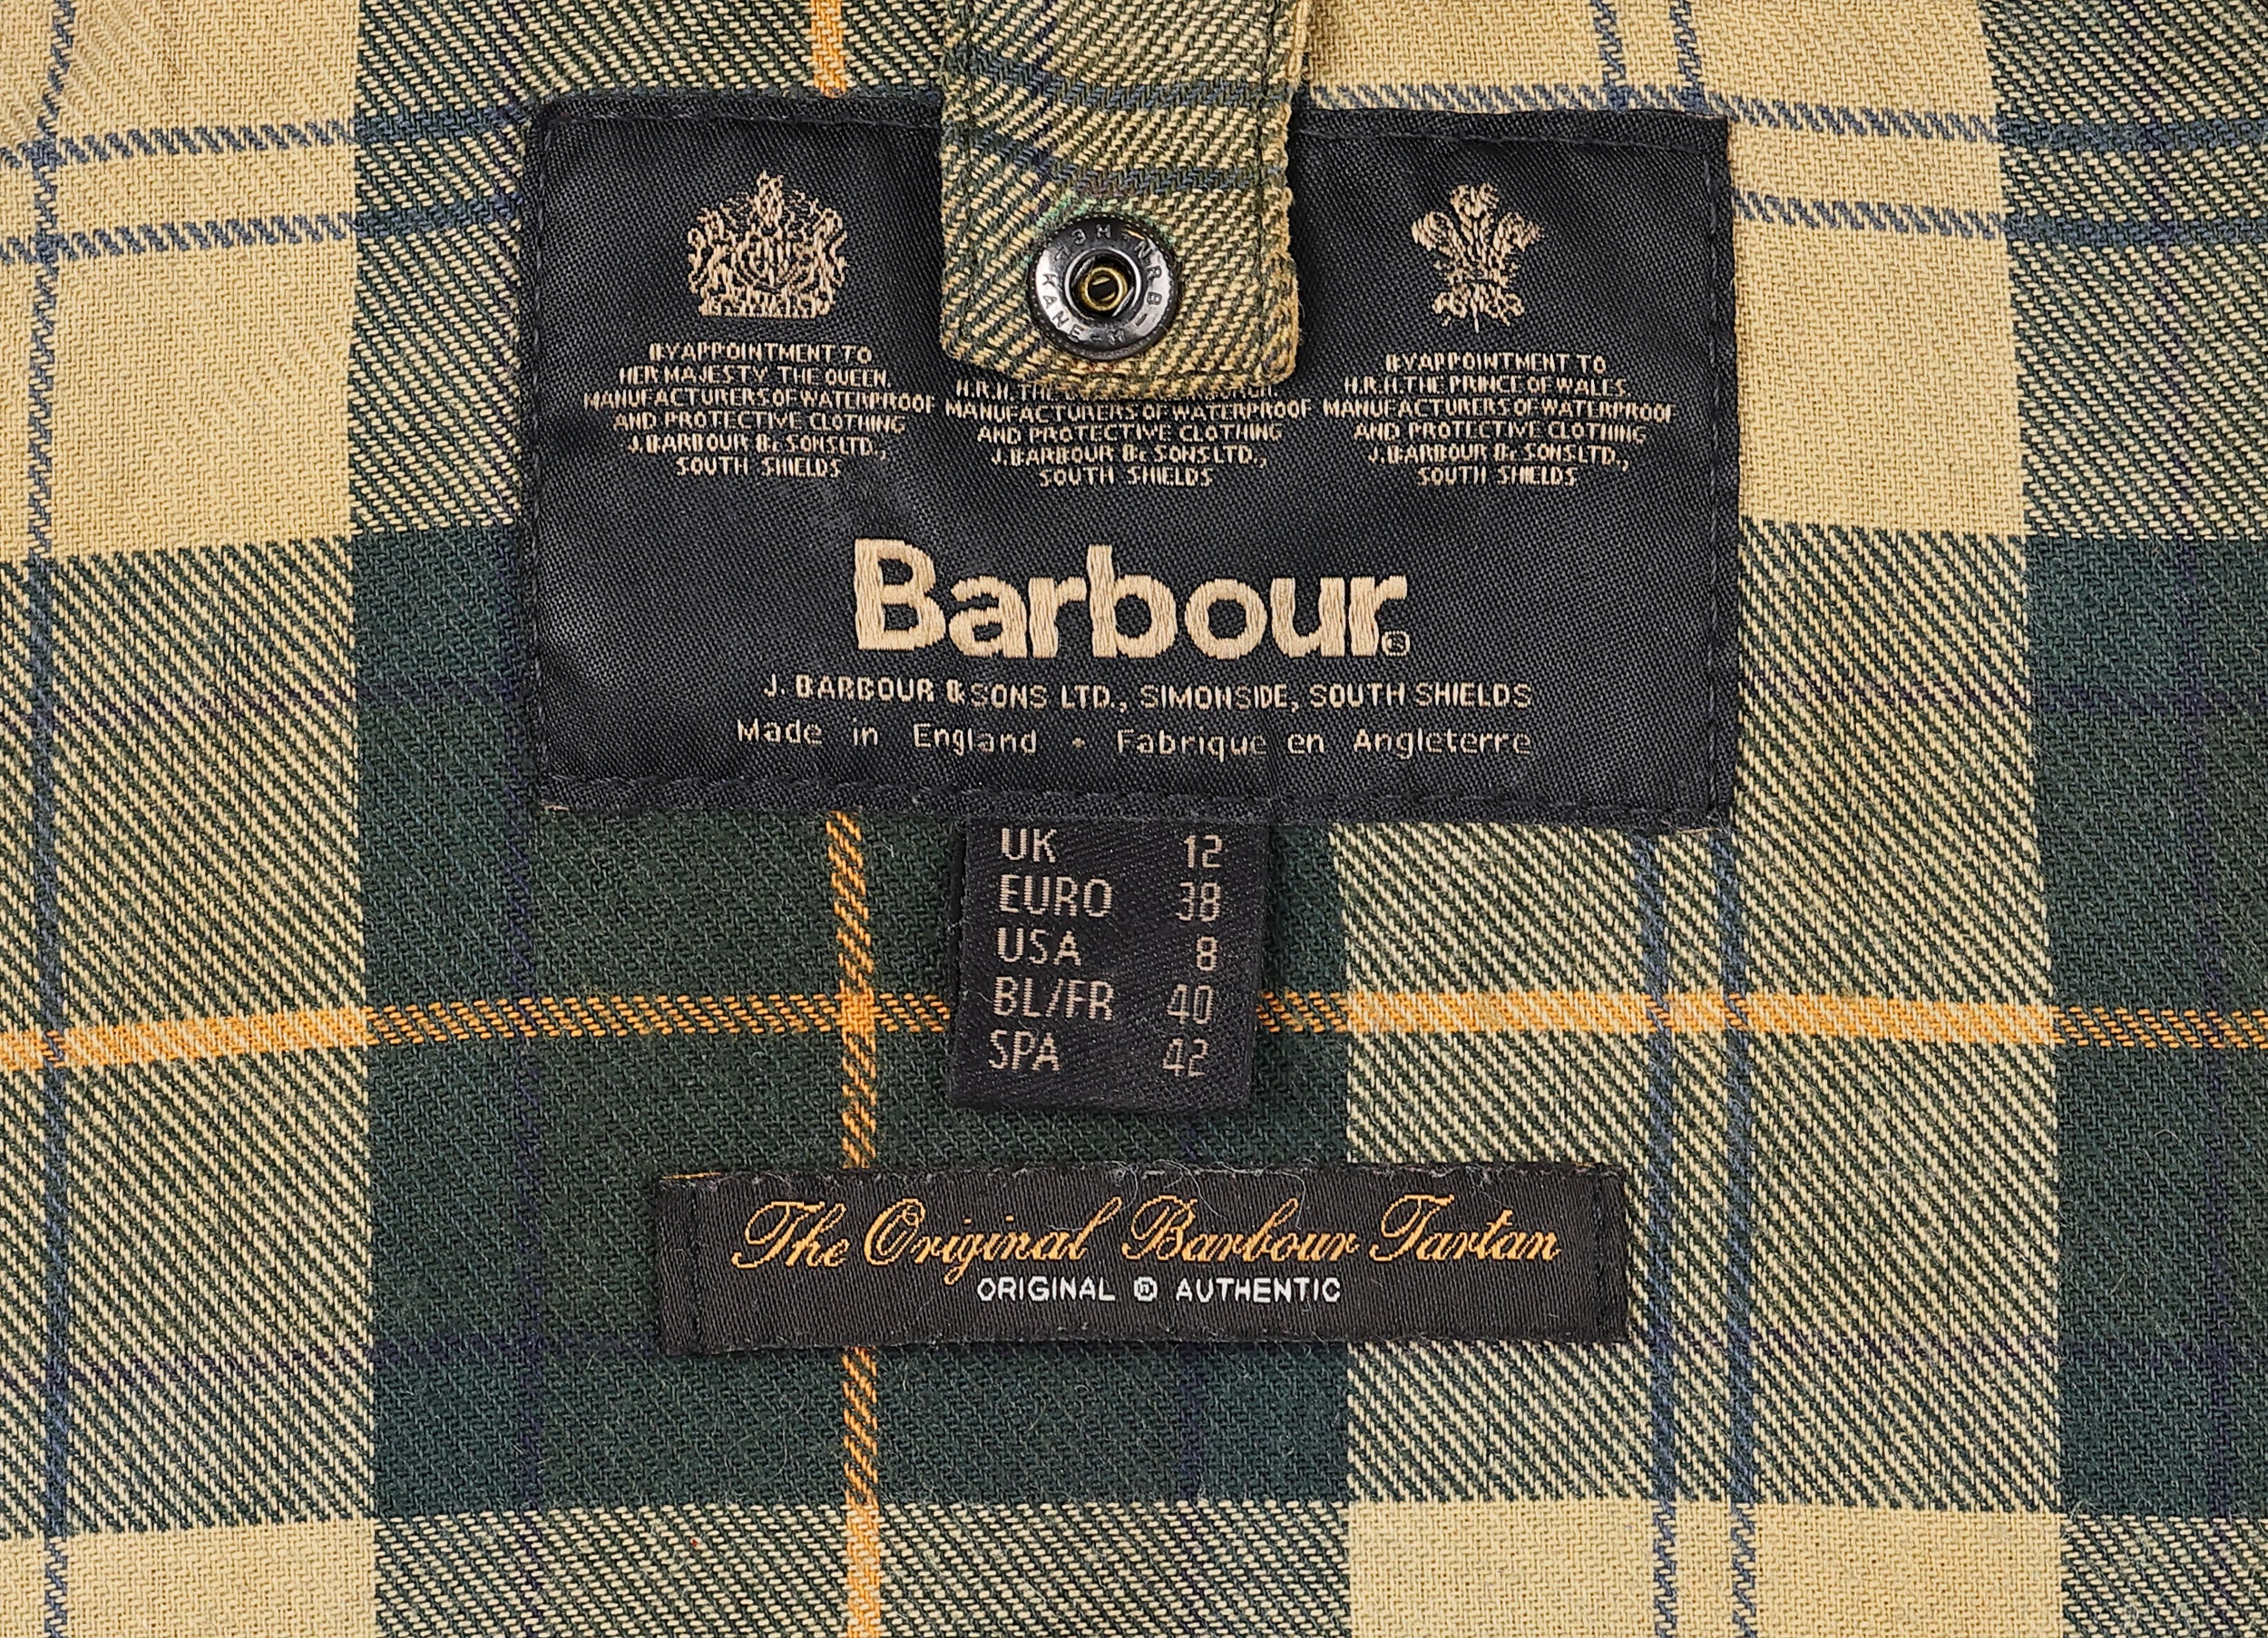 BY APPOINTMENT TO
HER MAJESTY THE QUEEN.
MANUFACTURERS OF WATERPROOF
AND PROTECTIVE CLOTHING
J. BARBOUR & SONS LTD.,
SOUTH SHIELDS
H.R.H. THE
MANUFACTURERS OF WATERPROOF
AND PROTECTIVE CLOTHING
J. BARBOUR & SONS LTD.,
SOUTH SHIELDS
BY APPOINTMENT TO
H.R.H. THE PRINCE OF WALES
MANUFACTURERS OF WATERPROOF
AND PROTECTIVE CLOTHING
J. BARBOUR & SONS LTD.,
SOUTH SHIELDS
Barbour®
J. BARBOUR & SONS LTD., SIMONSIDE, SOUTH SHIELDS
Made in England • Fabrique en Angleterre
UK 12
EURO 38
USA 8
BL/FR 40
SPA 42
The Original Barbour Tartan
ORIGINAL ® AUTHENTIC